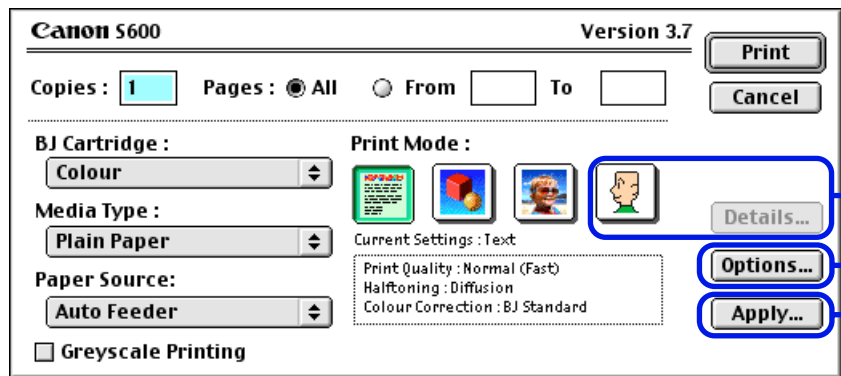 Canon S600 Version 3.7
Print
Copies : 1 Pages : All From To
Cancel
BJ Cartridge : Print Mode :
Colour
Media Type :
Details...
Plain Paper
Current Settings : Text
Options...
Print Quality : Normal (Fast)
Paper Source:
Halftoning : Diffusion
Auto Feeder
Colour Correction : BJ Standard
Apply...
Greyscale Printing